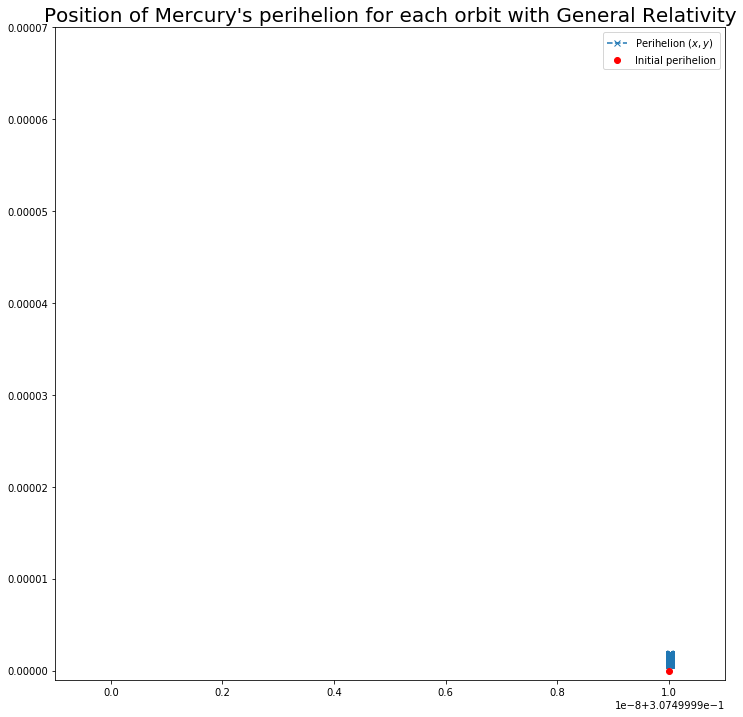 Position of Mercury's perihelion for each orbit with General Relativity
0.00007
Perihelion (x, y)
Initial perihelion
0.00006
0.00005
0.00004
0.00003
0.00002
0.00001
0.00000
0.0 0.2 0.4 0.6 0.8 1.0
1e−8+3.0749999e−1